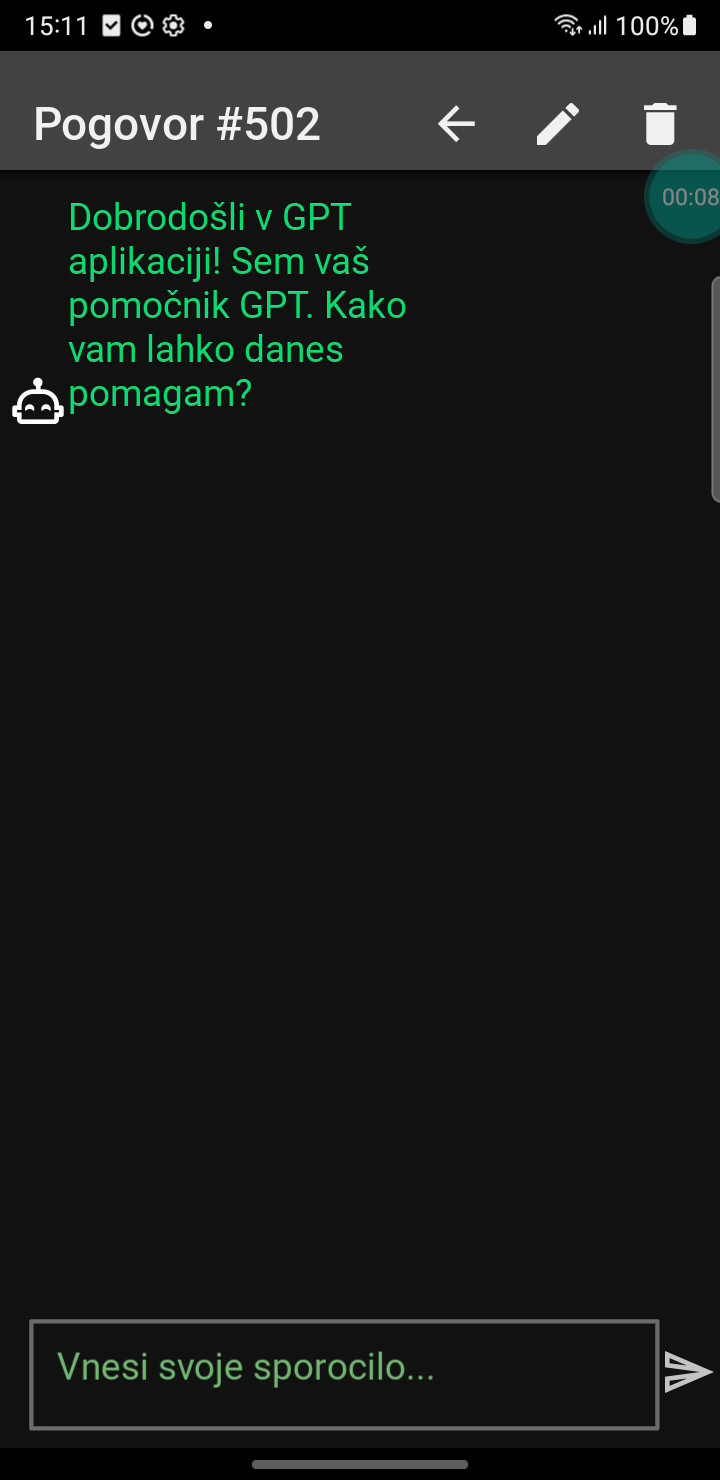 15:11
100%
Pogovor #502
00:08
Dobrodošli v GPT
aplikaciji! Sem vaš
pomočnik GPT. Kako
vam lahko danes
pomagam?
Vnesi svoje sporocilo...